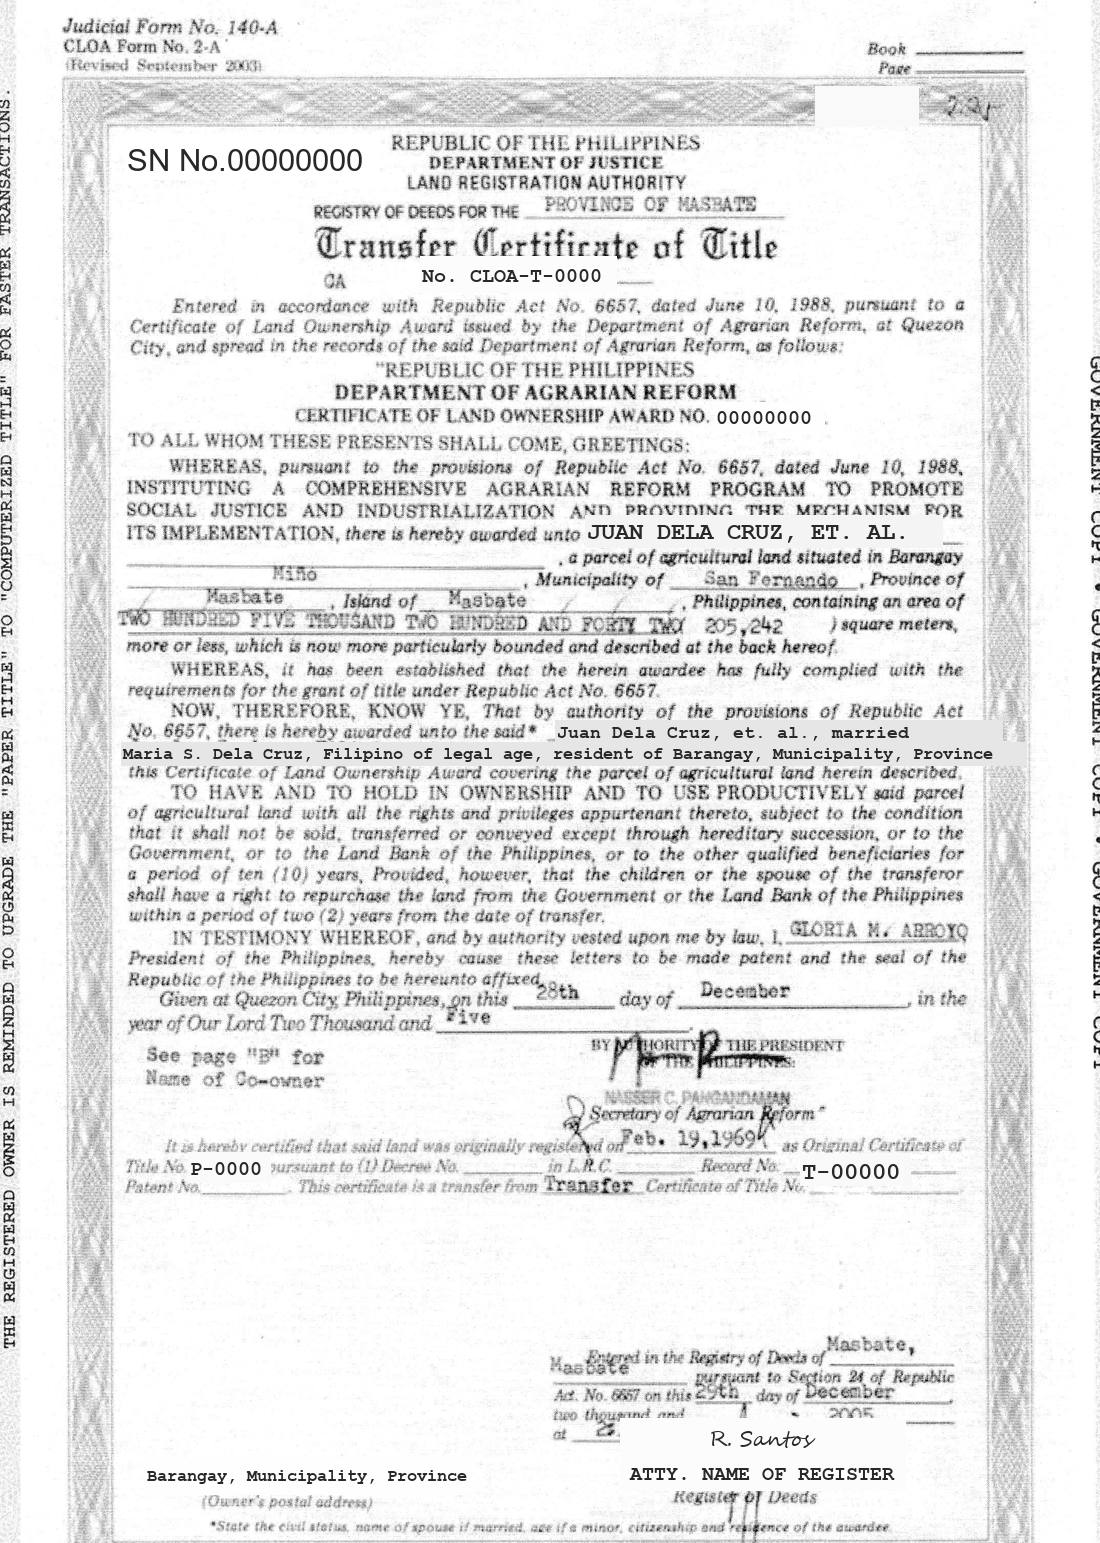 Judicial Form No. 140-A
CLOA Form No. 2-A
(Revised September 2003)
Book
Page
SN No.00000000
REPUBLIC OF THE PHILIPPINES
DEPARTMENT OF JUSTICE
LAND REGISTRATION AUTHORITY
REGISTRY OF DEEDS FOR THE PROVINCE OF MASBATE
Transfer Certificate of Title
CA No. CLOA-T-0000
Entered in accordance with Republic Act No. 6657, dated June 10, 1988, pursuant to a
Certificate of Land Ownership Award issued by the Department of Agrarian Reform, at Quezon
City, and spread in the records of the said Department of Agrarian Reform, as follows:
"REPUBLIC OF THE PHILIPPINES
DEPARTMENT OF AGRARIAN REFORM
CERTIFICATE OF LAND OWNERSHIP AWARD NO. 00000000
TO ALL WHOM THESE PRESENTS SHALL COME, GREETINGS:
WHEREAS, pursuant to the provisions of Republic Act No. 6657, dated June 10, 1988,
INSTITUTING A COMPREHENSIVE AGRARIAN REFORM PROGRAM TO PROMOTE
SOCIAL JUSTICE AND INDUSTRIALIZATION AND PROVIDING THE MECHANISM FOR
ITS IMPLEMENTATION, there is hereby awarded unto JUAN DELA CRUZ, ET. AL.
, a parcel of agricultural land situated in Barangay
Miño, Municipality of San Fernando, Province of
Masbate, Island of Masbate, Philippines, containing an area of
TWO HUNDRED FIVE THOUSAND TWO HUNDRED AND FORTY TWO( 205,242 ) square meters,
more or less, which is now more particularly bounded and described at the back hereof.
WHEREAS, it has been established that the herein awardee has fully complied with the
requirements for the grant of title under Republic Act No. 6657.
NOW, THEREFORE, KNOW YE, That by authority of the provisions of Republic Act
No. 6657, there is hereby awarded unto the said* Juan Dela Cruz, et. al., married
Maria S. Dela Cruz, Filipino of legal age, resident of Barangay, Municipality, Province
this Certificate of Land Ownership Award covering the parcel of agricultural land herein described.
TO HAVE AND TO HOLD IN OWNERSHIP AND TO USE PRODUCTIVELY said parcel
of agricultural land with all the rights and privileges appurtenant thereto, subject to the condition
that it shall not be sold, transferred or conveyed except through hereditary succession, or to the
Government, or to the Land Bank of the Philippines, or to the other qualified beneficiaries for
a period of ten (10) years, Provided, however, that the children or the spouse of the transferor
shall have a right to repurchase the land from the Government or the Land Bank of the Philippines
within a period of two (2) years from the date of transfer.
IN TESTIMONY WHEREOF, and by authority vested upon me by law, I, GLORIA M. ARROYO
President of the Philippines, hereby cause these letters to be made patent and the seal of the
Republic of the Philippines to be hereunto affixed.
Given at Quezon City, Philippines, on this 28th day of December, in the
year of Our Lord Two Thousand and Five.
See page "B" for
Name of Co-owner
BY AUTHORITY OF THE PRESIDENT
OF THE PHILIPPINES:
NASSER C. PANGANDAMAN
Secretary of Agrarian Reform"
It is hereby certified that said land was originally registered on Feb. 19,1969 as Original Certificate of
Title No. P-0000 pursuant to (1) Decree No. in L.R.C. Record No. T-00000
Patent No. . This certificate is a transfer from Transfer Certificate of Title No.
Entered in the Registry of Deeds of Masbate,
Masbate pursuant to Section 24 of Republic
Act. No. 6657 on this 29th day of December,
two thousand and 2005
at
R. Santos
Barangay, Municipality, Province
ATTY. NAME OF REGISTER
(Owner's postal address)
Register of Deeds
*State the civil status, name of spouse if married, age if a minor, citizenship and residence of the awardee.
THE REGISTERED OWNER IS REMINDED TO UPGRADE THE "PAPER TITLE" TO "COMPUTERIZED TITLE" FOR FASTER TRANSACTIONS.
GOVERNMENT COPY • GOVERNMENT COPY • GOVERNMENT COPY